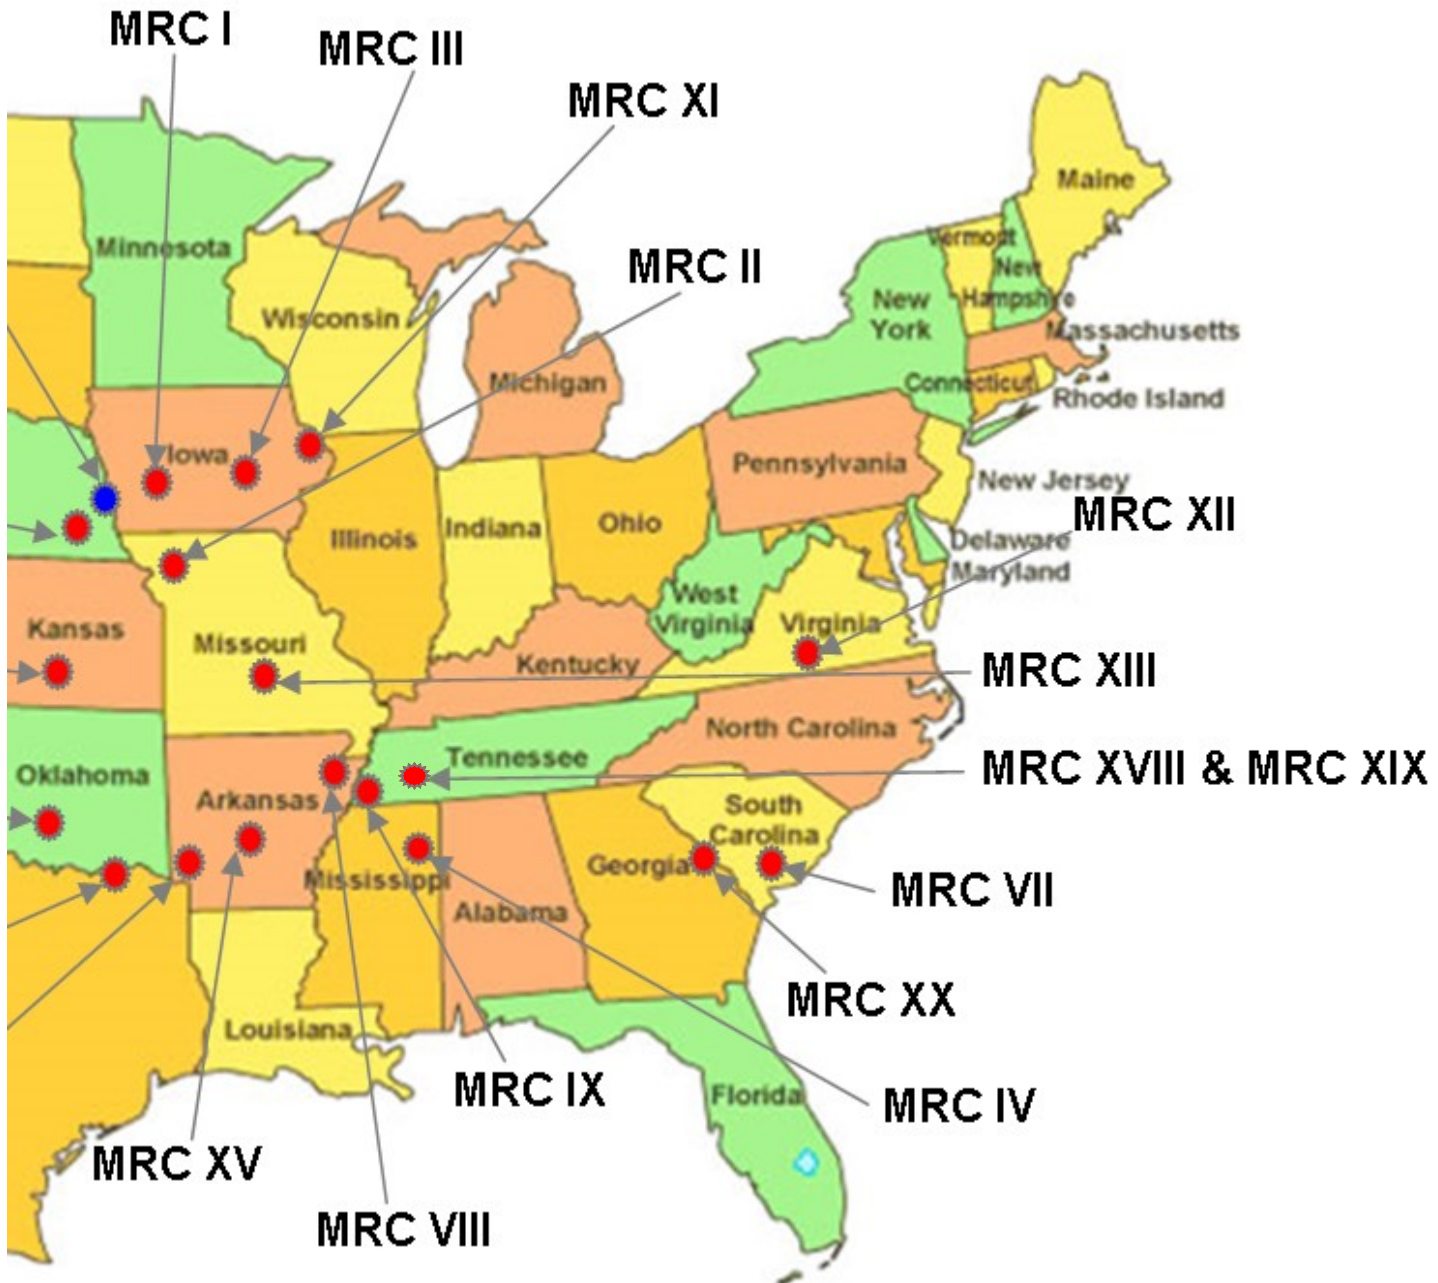 MRC I
MRC III
MRC XI
Maine
Minnesota
Vermont
MRC II
New
Hampshire
New
York
Wisconsin
Massachusetts
Michigan
Connecticut
Rhode Island
Iowa
Pennsylvania
New Jersey
MRC XII
Illinois
Indiana
Ohio
Delaware
Maryland
West
Virginia
Virginia
Kansas
Missouri
Kentucky
MRC XIII
North Carolina
Tennessee
MRC XVIII & MRC XIX
Oklahoma
Arkansas
South
Carolina
Georgia
Mississippi
MRC VII
Alabama
MRC XX
Louisiana
MRC IX
Florida
MRC IV
MRC XV
MRC VIII